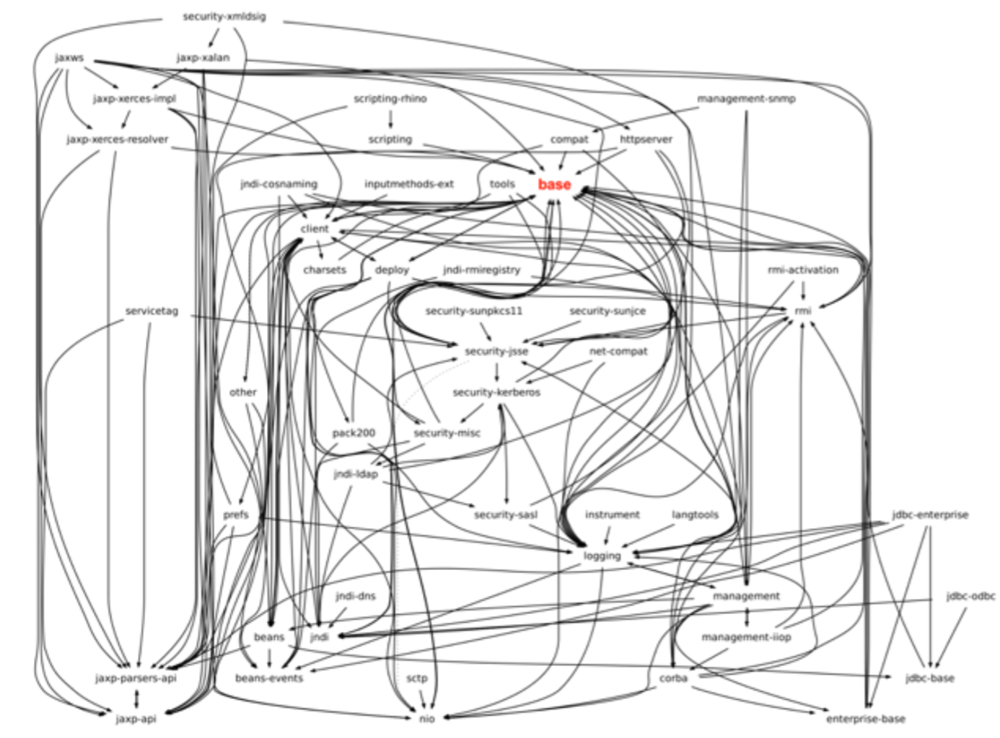 security-xmldsig
jaxws
jaxp-xalan
jaxp-xerces-impl
scripting-rhino
management-snmp
jaxp-xerces-resolver
scripting
compat
httpserver
jndi-cosnaming
inputmethods-ext
tools
base
client
charsets
deploy
jndi-rmiregistry
rmi-activation
servicetag
security-sunpkcs11
security-sunjce
rmi
security-jsse
net-compat
other
security-kerberos
pack200
security-misc
jndi-ldap
prefs
security-sasl
instrument
langtools
jdbc-enterprise
logging
jndi-dns
management
jdbc-odbc
beans
jndi
management-iiop
jaxp-parsers-api
beans-events
sctp
corba
jdbc-base
jaxp-api
nio
enterprise-base